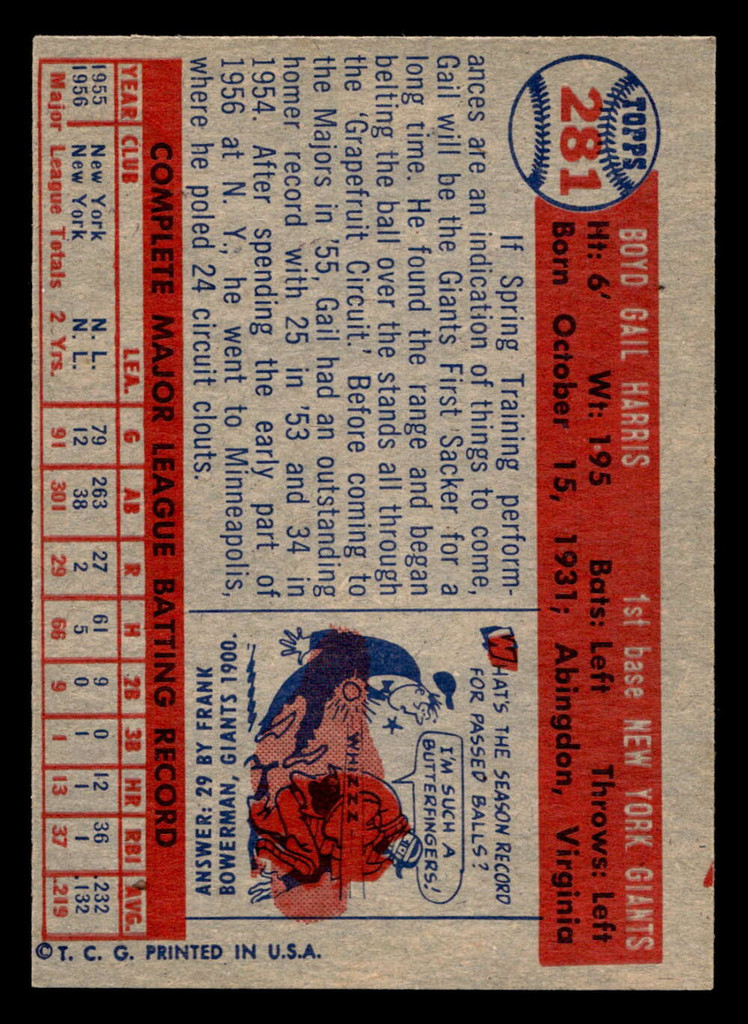 TOPPS
281
BOYD GAIL HARRIS 1st base NEW YORK GIANTS
Ht: 6' Wt: 195 Bats: Left Throws: Left
Born October 15, 1931; Abingdon, Virginia
If Spring Training perform-
ances are an indication of things to come,
Gail will be the Giants First Sacker for a
long time. He found the range and began
belting the ball over the stands all through
the 'Grapefruit Circuit.' Before coming to
the Majors in '55, Gail had an outstanding
homer record with 25 in '53 and 34 in
1954. After spending the early part of
1956 at N. Y., he went to Minneapolis,
where he poled 24 circuit clouts.
WHAT'S THE SEASON RECORD
FOR PASSED BALLS?
I'M SUCH A
BUTTERFINGERS!
WHIZZZ
ANSWER: 29 BY FRANK
BOWERMAN, GIANTS 1900.
COMPLETE MAJOR LEAGUE BATTING RECORD
YEAR CLUB LEA. G AB R H 2B 3B HR RBI AVG.
1955 New York N. L. 79 263 27 61 9 0 12 36 .232
1956 New York N. L. 12 38 2 5 0 1 1 1 .132
Major League Totals 2 Yrs. 91 301 29 66 9 1 13 37 .219
© T. C. G. PRINTED IN U.S.A.